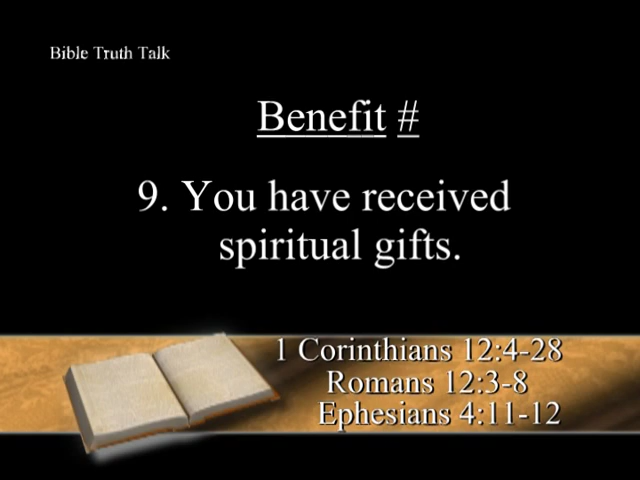 Bible Truth Talk
Benefit #
9. You have received
spiritual gifts.
1 Corinthians 12:4-28
Romans 12:3-8
Ephesians 4:11-12